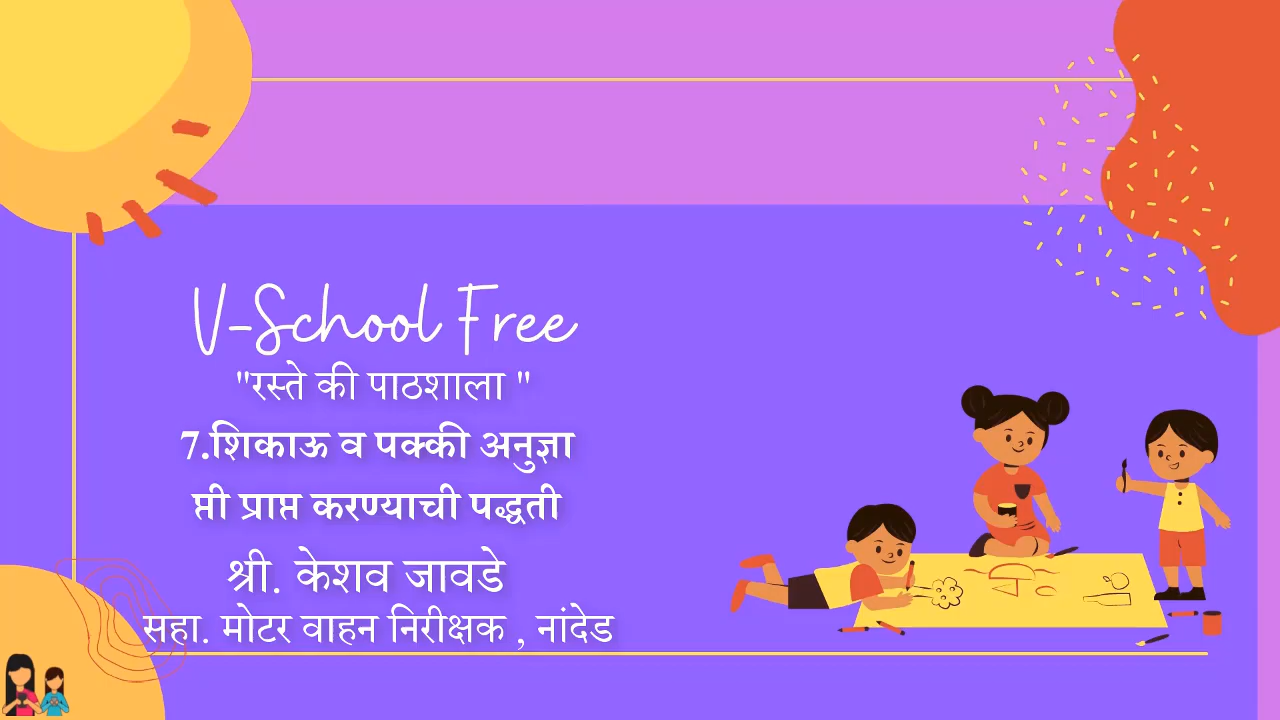 V-School Free
"रस्ते की पाठशाला "
7.शिकाऊ व पक्की अनुज्ञा
प्ती प्राप्त करण्याची पद्धती
श्री. केशव जावडे
सहा. मोटर वाहन निरीक्षक , नांदेड